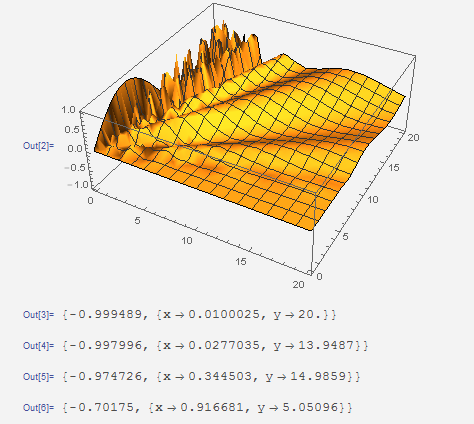 1.0
0.5
Out[2]= 0.0
-0.5
-1.0
0
5
10
15
20
0
5
10
15
20
Out[3]= {-0.999489, {x→0.0100025, y→20.}}
Out[4]= {-0.997996, {x→0.0277035, y→13.9487}}
Out[5]= {-0.974726, {x→0.344503, y→14.9859}}
Out[6]= {-0.70175, {x→0.916681, y→5.05096}}